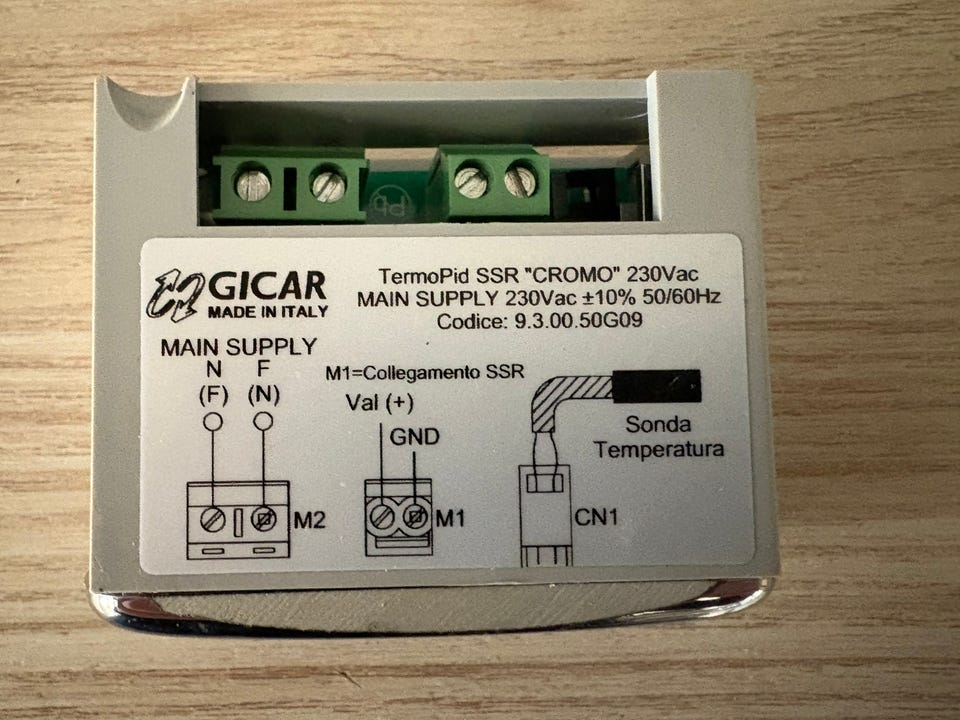 Pb
GICAR
MADE IN ITALY
TermoPid SSR "CROMO" 230Vac
MAIN SUPPLY 230Vac ±10% 50/60Hz
Codice: 9.3.00.50G09
MAIN SUPPLY
N F
(F) (N)
M2
M1=Collegamento SSR
Val (+)
GND
M1
Sonda
Temperatura
CN1